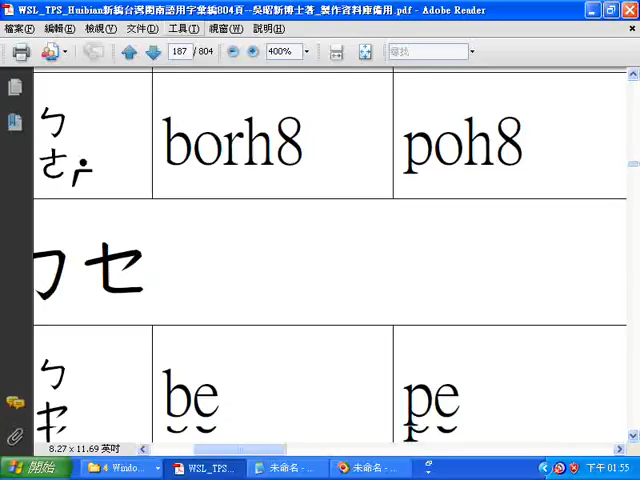 WSL_TPS_Huibian新編台灣閩南語用字彙編804頁--吳昭新博士著_製作資料庫備用.pdf - Adobe Reader
檔案(F) 編輯(E) 檢視(V) 文件(D) 工具(T) 視窗(W) 說明(H)
187 / 804 400% 尋找
ㄅ
ㄜㆷ borh8 poh8
ㄅ ㄝ
ㄅ
ㄝ be pe
8.27 x 11.69 英吋
開始 4 Windo... WSL_TPS... 未命名 - ... 未命名 - ... 下午 01:55